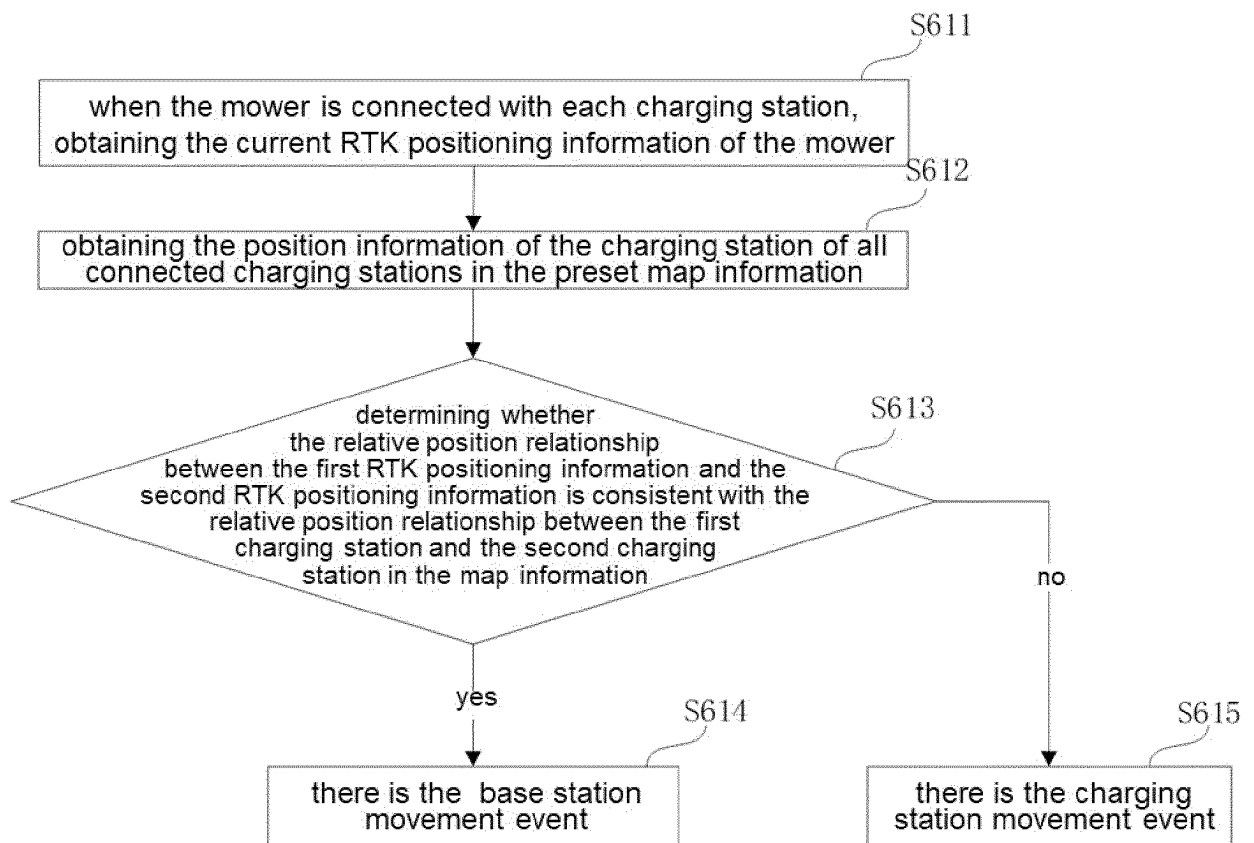 S611
when the mower is connected with each charging station,
obtaining the current RTK positioning information of the mower
S612
obtaining the position information of the charging station of all
connected charging stations in the preset map information
S613
determining whether
the relative position relationship
between the first RTK positioning information and the
second RTK positioning information is consistent with the
relative position relationship between the first
charging station and the second charging
station in the map information
no
yes
S614
there is the base station
movement event
S615
there is the charging
station movement event